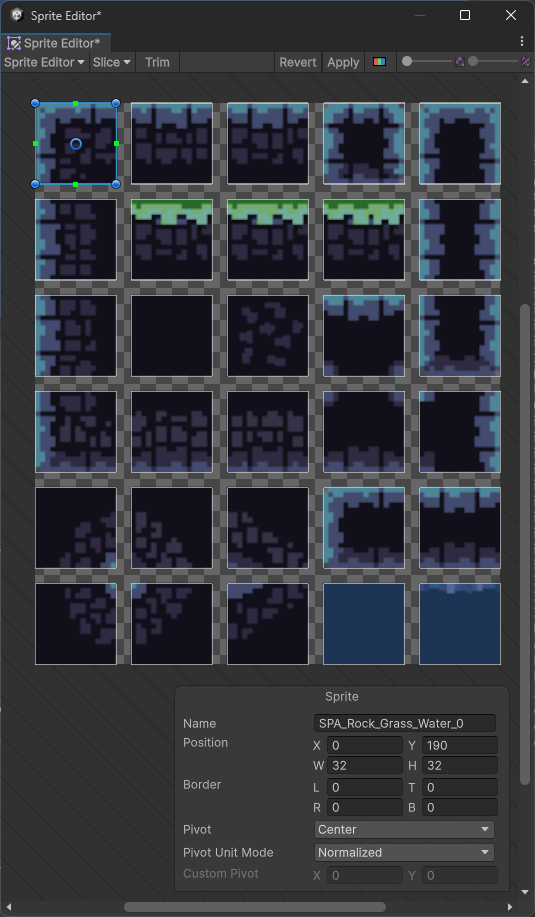 Sprite Editor*
Sprite Editor*
Sprite Editor Slice Trim Revert Apply
Sprite
Name SPA_Rock_Grass_Water_0
Position X 0 Y 190
W 32 H 32
Border L 0 T 0
R 0 B 0
Pivot Center
Pivot Unit Mode Normalized
Custom Pivot X 0 Y 0